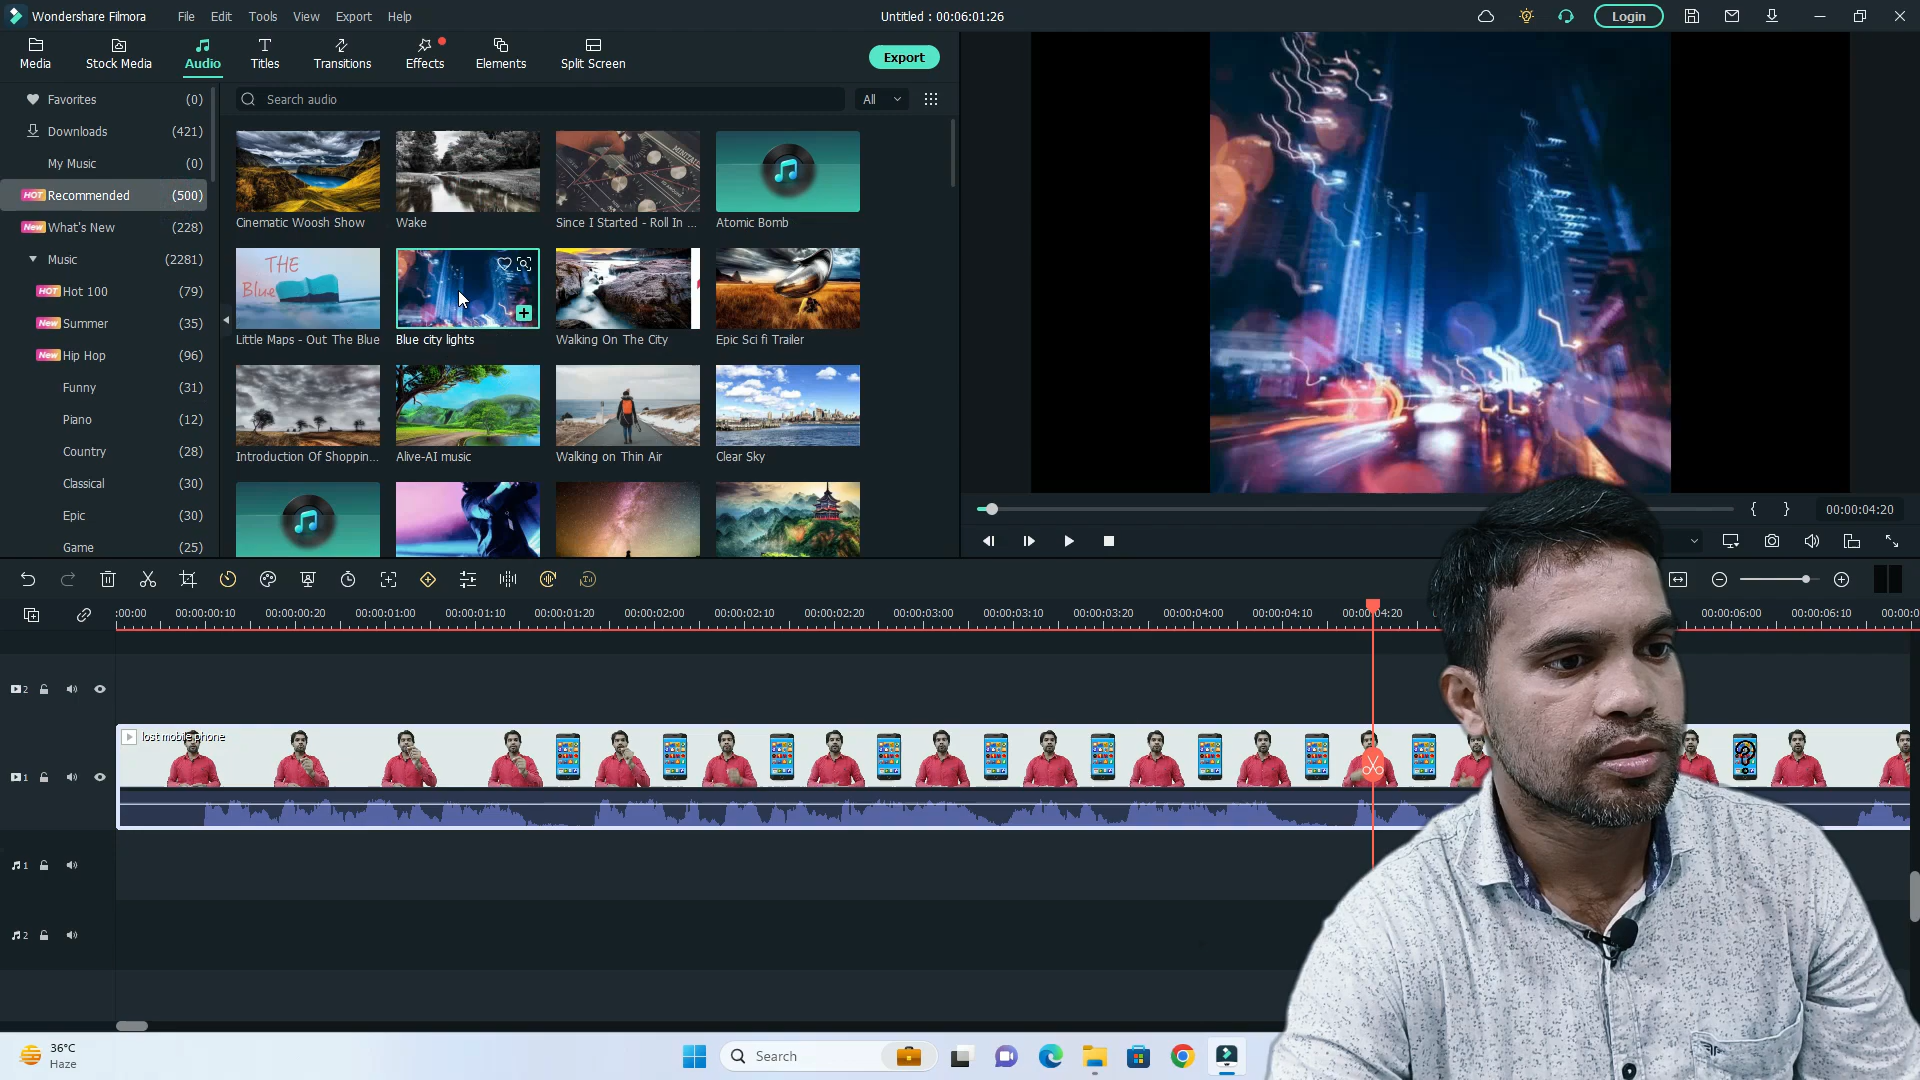 Wondershare Filmora File Edit Tools View Export Help Untitled : 00:06:01:26 Login
Media Stock Media Audio Titles Transitions Effects Elements Split Screen Export
Favorites (0)
Downloads (421)
My Music (0)
HOT Recommended (500)
New What's New (228)
Music (2281)
HOT Hot 100 (79)
New Summer (35)
New Hip Hop (96)
Funny (31)
Piano (12)
Country (28)
Classical (30)
Epic (30)
Game (25)
Search audio All
Cinematic Woosh Show Wake Since I Started - Roll In ... Atomic Bomb
THE
Blue
Little Maps - Out The Blue Blue city lights Walking On The City Epic Sci fi Trailer
Introduction Of Shoppin... Alive-AI music Walking on Thin Air Clear Sky
{ } 00:00:04:20
:00:00 00:00:00:10 00:00:00:20 00:00:01:00 00:00:01:10 00:00:01:20 00:00:02:00 00:00:02:10 00:00:02:20 00:00:03:00 00:00:03:10 00:00:03:20 00:00:04:00 00:00:04:10 00:00:04:20 00:00:06:00 00:00:06:10 00:00:0
2
lost mobile phone
1
1
2
36°C
Haze
Search